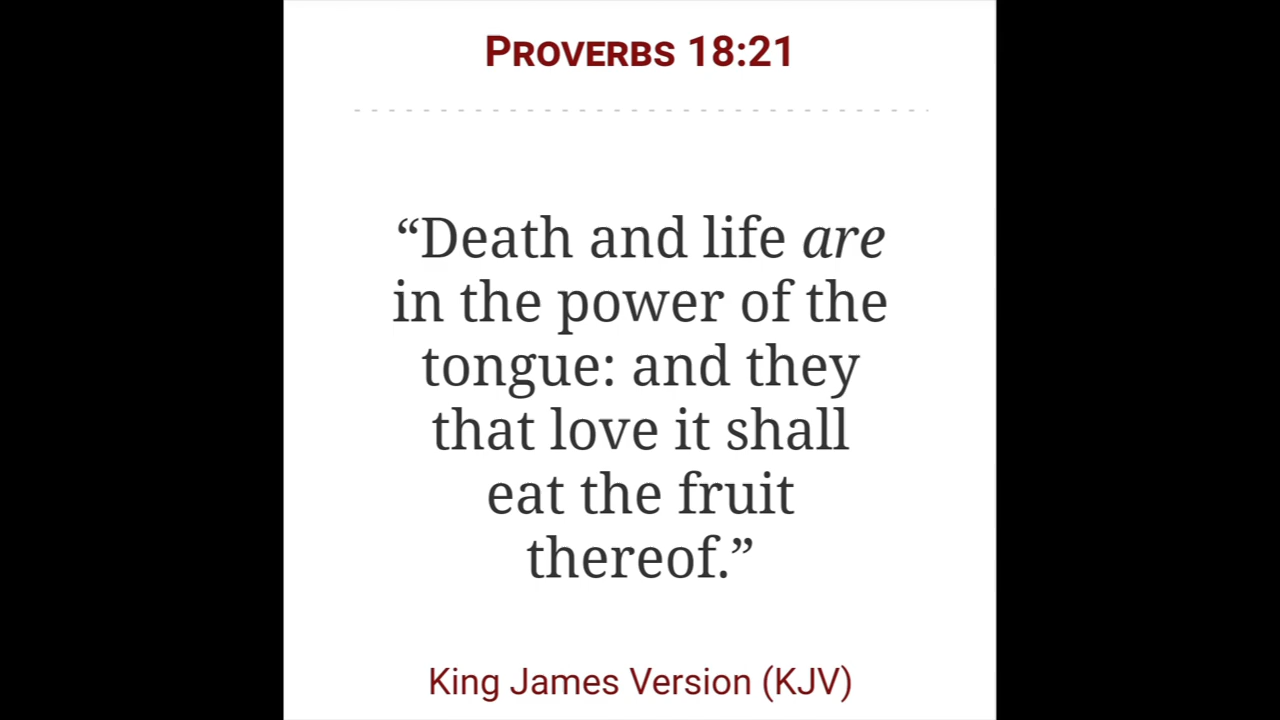 PROVERBS 18:21
“Death and life are
in the power of the
tongue: and they
that love it shall
eat the fruit
thereof.”
King James Version (KJV)